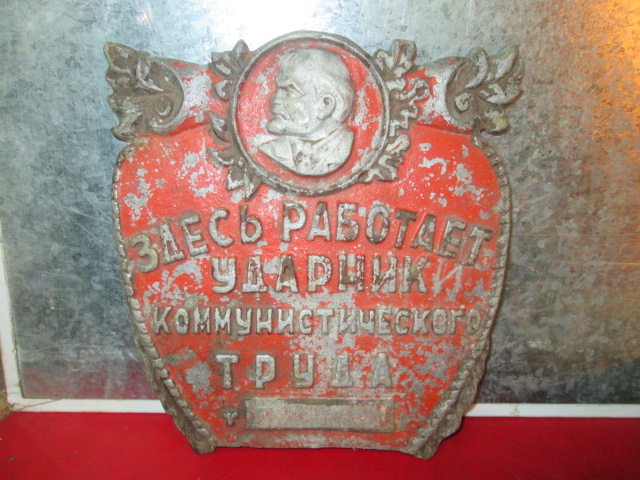 ЗДЕСЬ РАБОТАЕТ
УДАРНИК
КОММУНИСТИЧЕСКОГО
ТРУДА
т